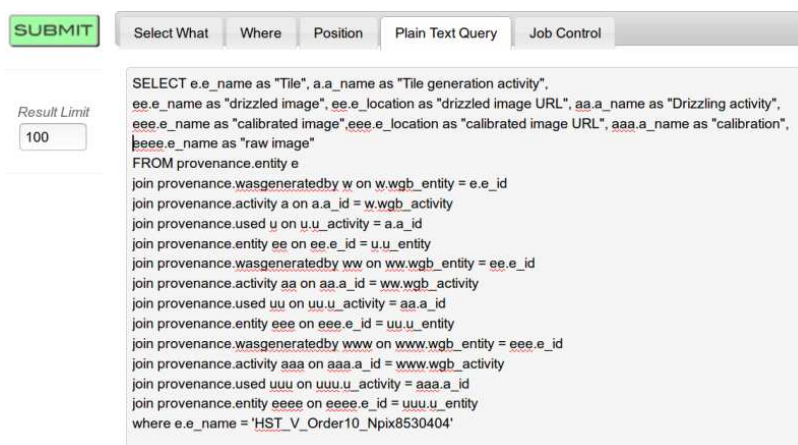 SUBMIT
Select What
Where
Position
Plain Text Query
Job Control
Result Limit
100
SELECT e.e_name as "Tile", a.a_name as "Tile generation activity",
ee.e_name as "drizzled image", ee.e_location as "drizzled image URL", aa.a_name as "Drizzling activity",
eee.e_name as "calibrated image",eee.e_location as "calibrated image URL", aaa.a_name as "calibration",
eeee.e_name as "raw image"
FROM provenance.entity e
join provenance.wasgeneratedby w on w.wgb_entity = e.e_id
join provenance.activity a on a.a_id = w.wgb_activity
join provenance.used u on u.u_activity = a.a_id
join provenance.entity ee on ee.e_id = u.u_entity
join provenance.wasgeneratedby ww on ww.wgb_entity = ee.e_id
join provenance.activity aa on aa.a_id = ww.wgb_activity
join provenance.used uu on uu.u_activity = aa.a_id
join provenance.entity eee on eee.e_id = uu.u_entity
join provenance.wasgeneratedby www on www.wgb_entity = eee.e_id
join provenance.activity aaa on aaa.a_id = www.wgb_activity
join provenance.used uuu on uuu.u_activity = aaa.a_id
join provenance.entity eeee on eeee.e_id = uuu.u_entity
where e.e_name = 'HST_V_Order10_Npix8530404'